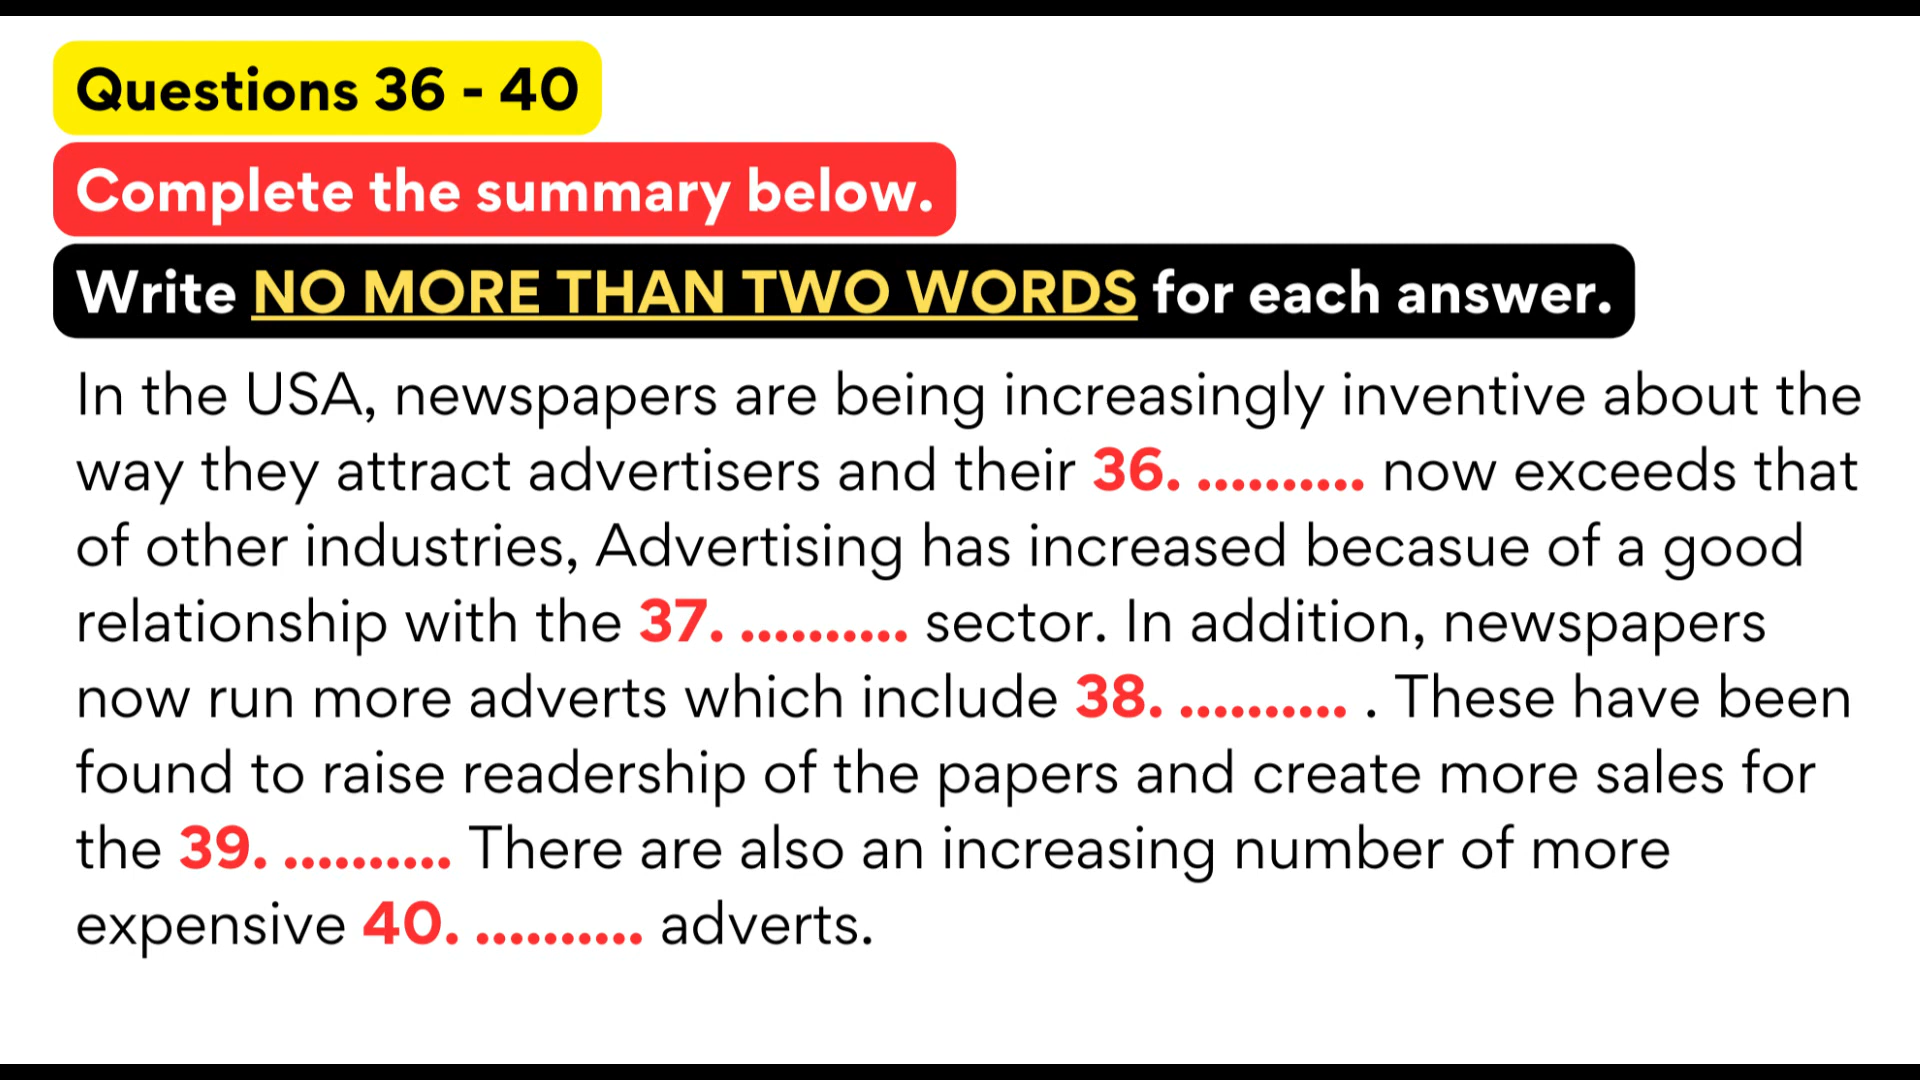 Questions 36 - 40
Complete the summary below.
Write NO MORE THAN TWO WORDS for each answer.
In the USA, newspapers are being increasingly inventive about the
way they attract advertisers and their 36. .......... now exceeds that
of other industries, Advertising has increased becasue of a good
relationship with the 37. .......... sector. In addition, newspapers
now run more adverts which include 38. .......... . These have been
found to raise readership of the papers and create more sales for
the 39. .......... There are also an increasing number of more
expensive 40. .......... adverts.